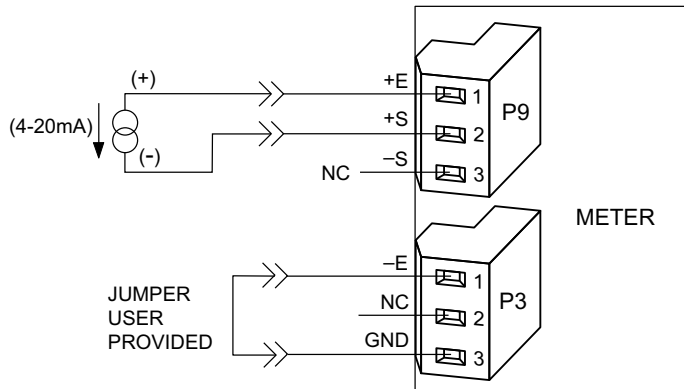 (+)
(4-20mA)
(-)
+E
+S
–S
NC
1
2
3
P9
METER
JUMPER
USER
PROVIDED
–E
NC
GND
1
2
3
P3